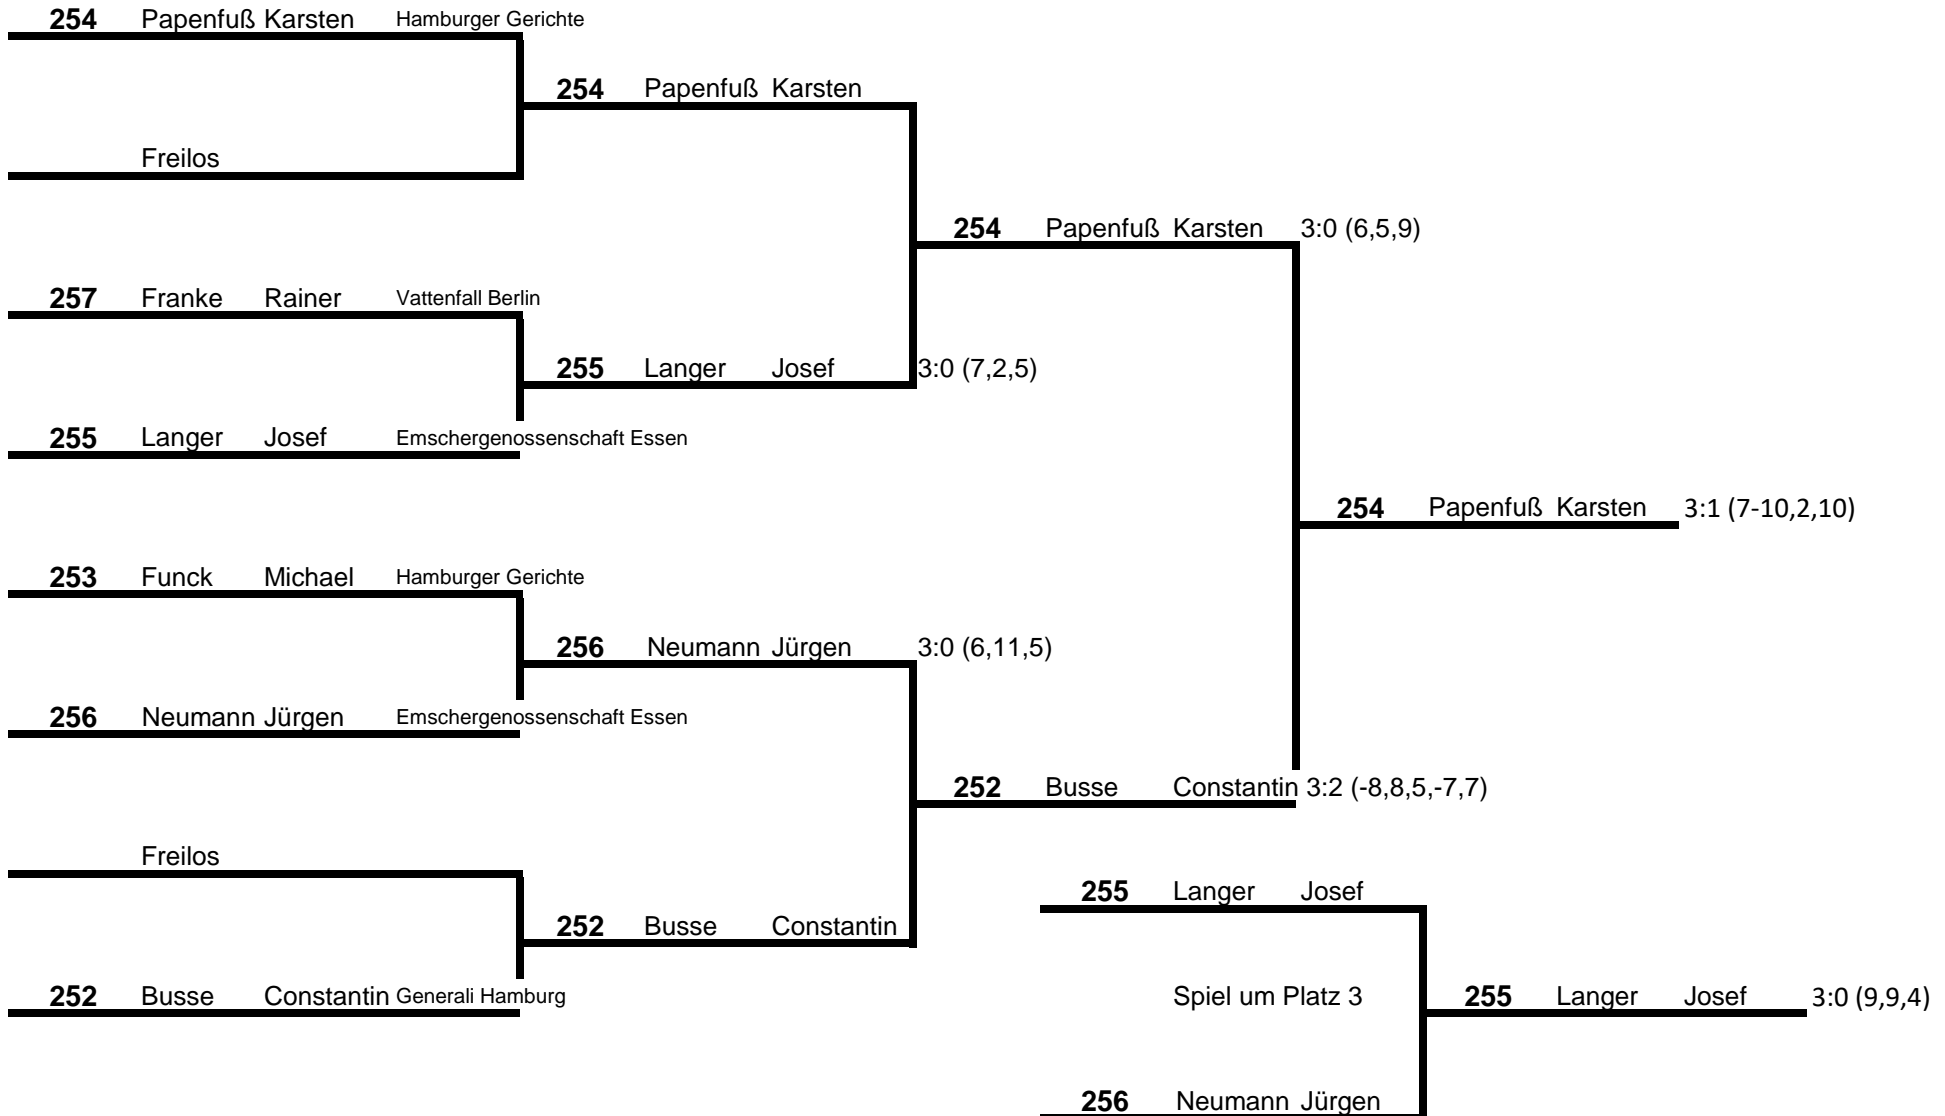 254 Papenfuß Karsten Hamburger Gerichte
254 Papenfuß Karsten
Freilos
254 Papenfuß Karsten 3:0 (6,5,9)
257 Franke Rainer Vattenfall Berlin
255 Langer Josef 3:0 (7,2,5)
255 Langer Josef Emschergenossenschaft Essen
254 Papenfuß Karsten 3:1 (7-10,2,10)
253 Funck Michael Hamburger Gerichte
256 Neumann Jürgen 3:0 (6,11,5)
256 Neumann Jürgen Emschergenossenschaft Essen
252 Busse Constantin 3:2 (-8,8,5,-7,7)
Freilos
255 Langer Josef
252 Busse Constantin
252 Busse Constantin Generali Hamburg
Spiel um Platz 3 255 Langer Josef 3:0 (9,9,4)
256 Neumann Jürgen